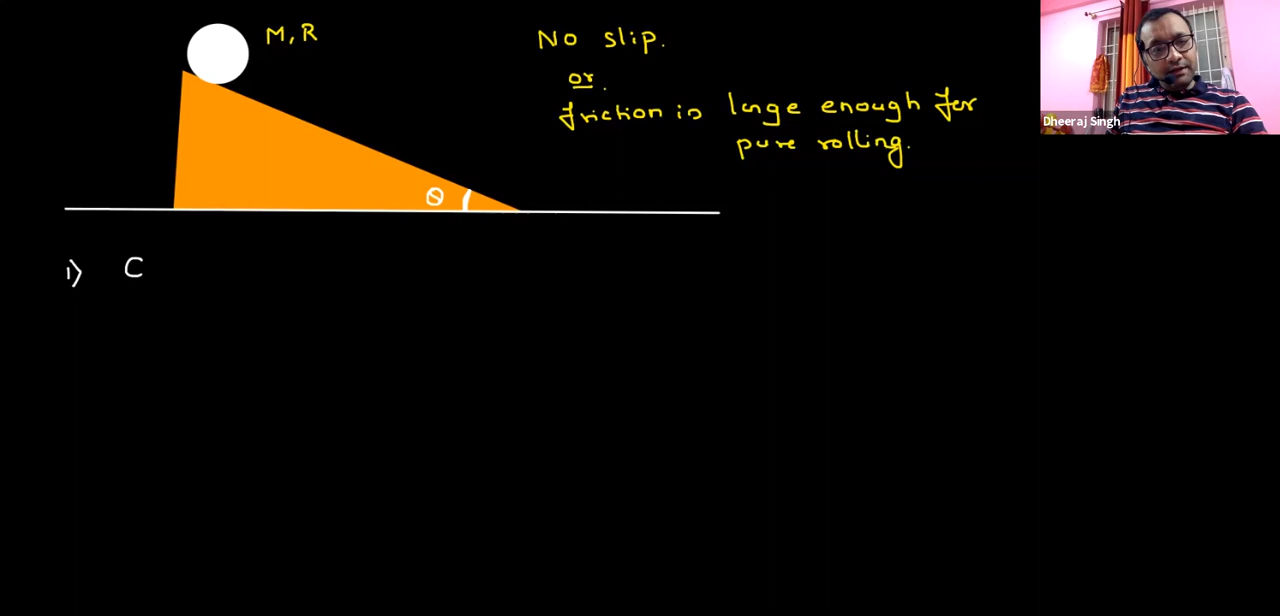 M, R
No slip.
or.
friction is large enough for
pure rolling.
θ
1) C
Dheeraj Singh